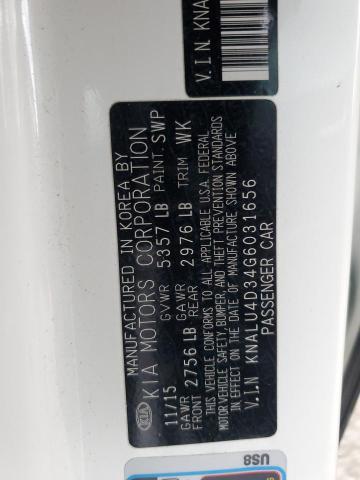 MANUFACTURED IN KOREA BY
KIA KIA MOTORS CORPORATION
11/15 GVWR 5357 LB PAINT. SWP
GAWR FRONT 2756 LB GAWR REAR 2976 LB TRIM WK
THIS VEHICLE CONFORMS TO ALL APPLICABLE U.S.A. FEDERAL
MOTOR VEHICLE SAFETY, BUMPER, AND THEFT PREVENTION STANDARDS
IN EFFECT ON THE DATE OF MANUFACTURE SHOWN ABOVE
V.I.N KNALU4D34G6031656
PASSENGER CAR
V.I.N KNA
US8